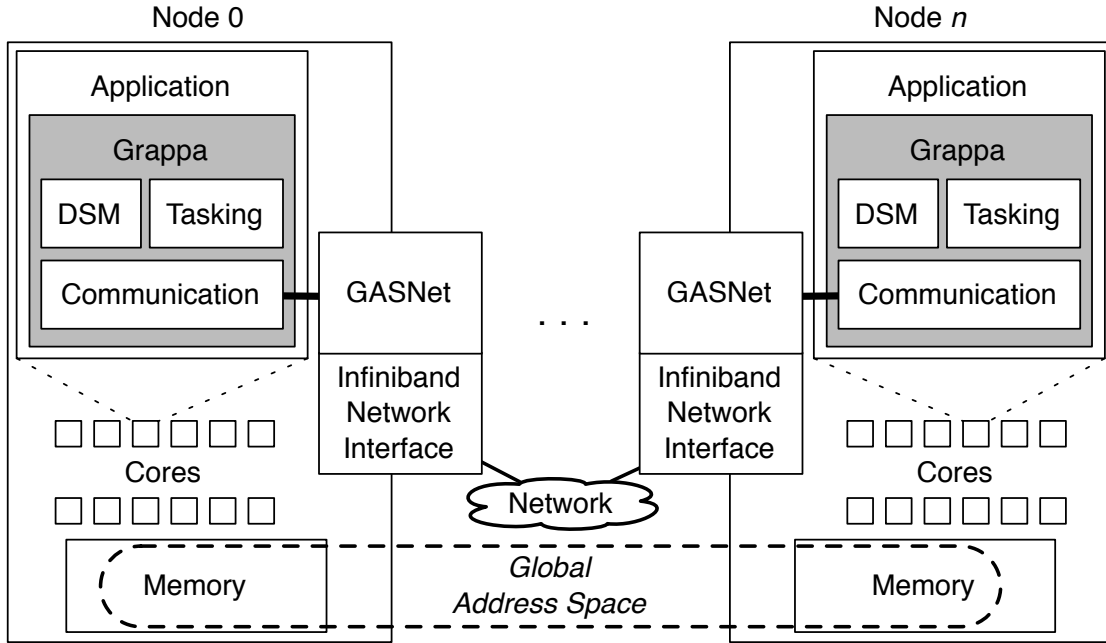 Node 0
Node n
Application
Application
Grappa
Grappa
DSM
Tasking
DSM
Tasking
Communication
GASNet
. . .
GASNet
Communication
Infiniband
Network
Interface
Infiniband
Network
Interface
Cores
Network
Cores
Memory
Global
Address Space
Memory